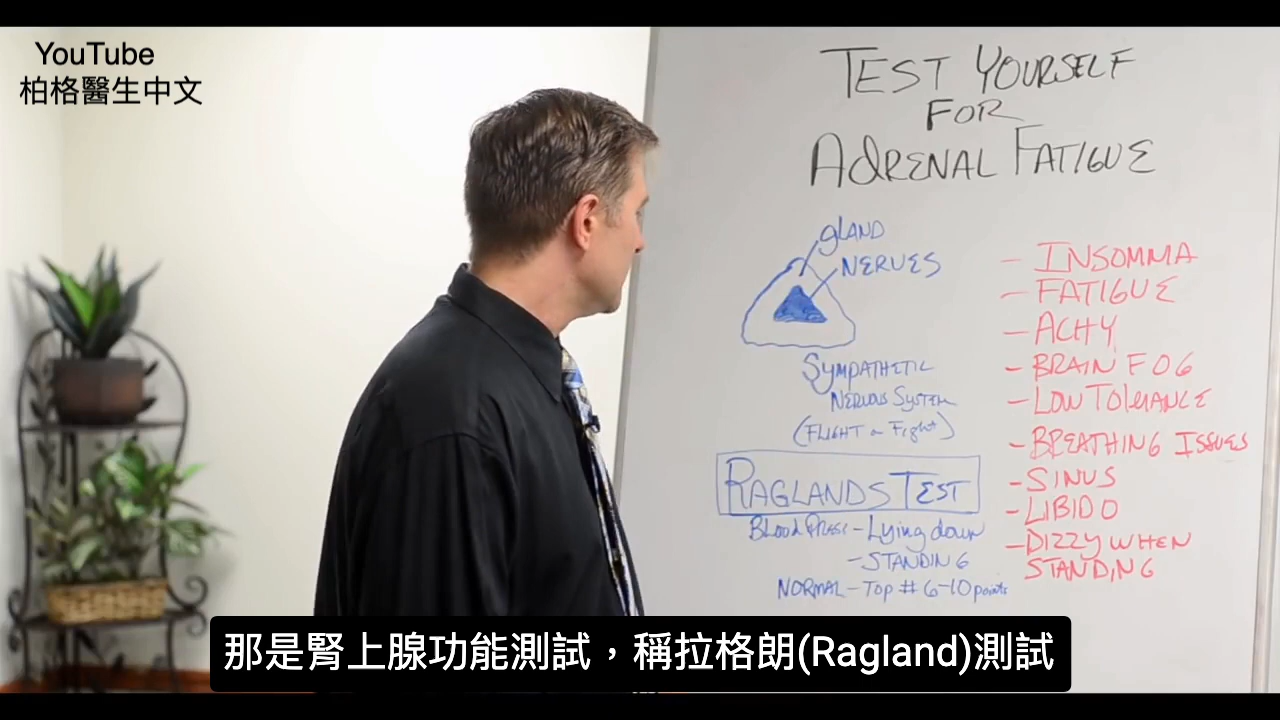 YouTube
柏格醫生中文
TEST YOURSELF
FOR
ADRENAL FATIGUE
gLAND
NERVES
SYMPATHETIC
NERVOUS SYSTEM
(FLIGHT or Fight)
RAGLANDS TEST
BLOOD PRESS - Lying down
- STANDING
NORMAL - Top # 6-10 points
- INSOMNIA
- FATIGUE
- ACHY
- BRAIN FOG
- LOW TOLERANCE
- BREATHING ISSUES
- SINUS
- LIBIDO
- DIZZY WHEN
STANDING
那是腎上腺功能測試，稱拉格朗(Ragland)測試